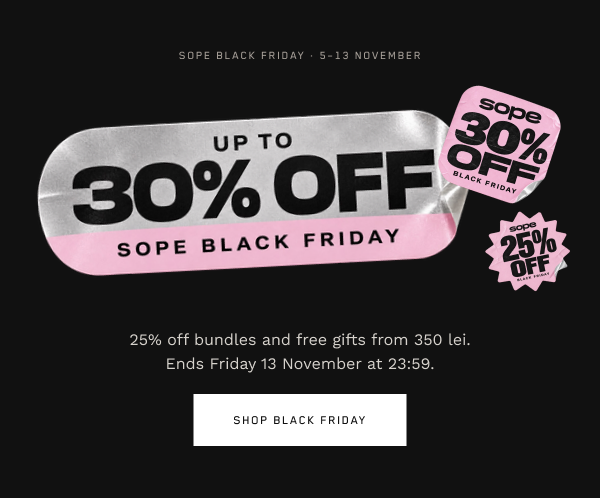 SOPE BLACK FRIDAY · 5–13 NOVEMBER
UP TO
30% OFF
SOPE BLACK FRIDAY
sope
30%
OFF
BLACK FRIDAY
sope
25%
OFF
BLACK FRIDAY
25% off bundles and free gifts from 350 lei.
Ends Friday 13 November at 23:59.
SHOP BLACK FRIDAY